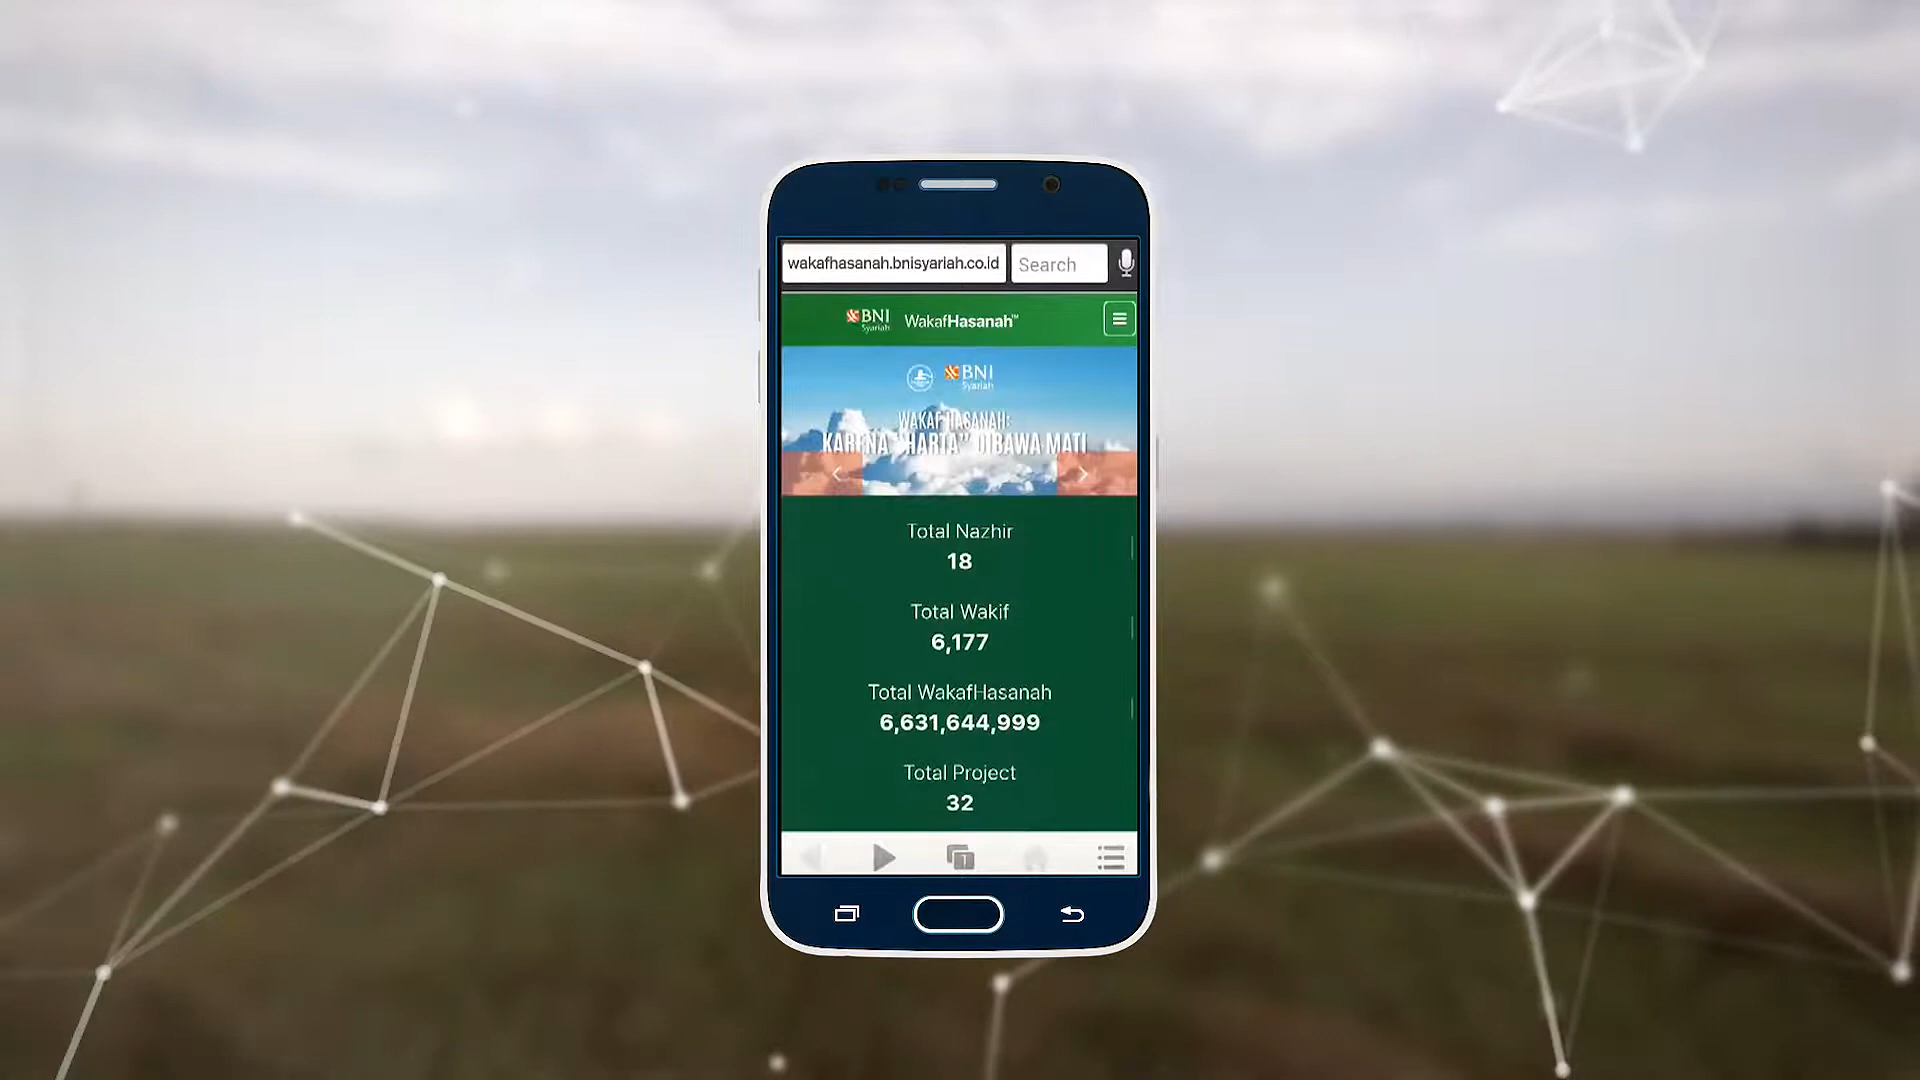 wakafhasanah.bnisyariah.co.id
Search
BNI
Syariah
WakafHasanah™
BNI
Syariah
WAKAF HASANAH:
KARENA "HARTA" DIBAWA MATI
Total Nazhir
18
Total Wakif
6,177
Total WakafHasanah
6,631,644,999
Total Project
32
1